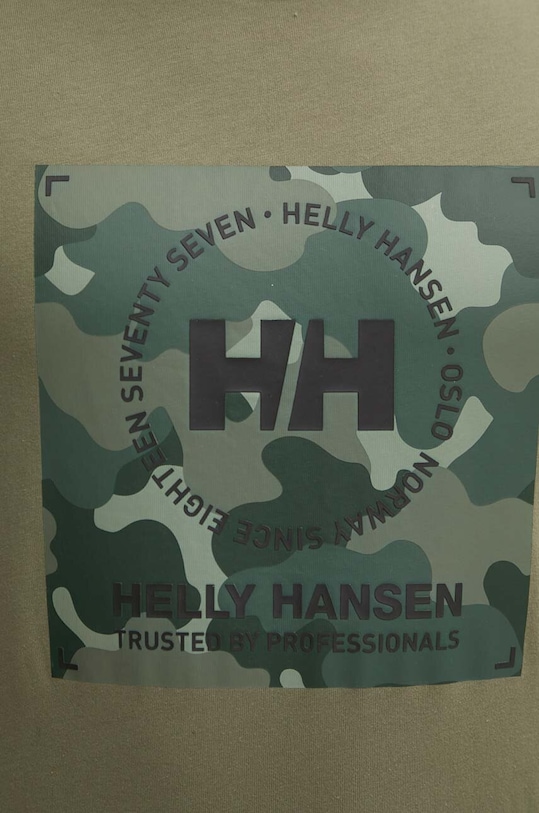 HELLY HANSEN • OSLO NORWAY SINCE EIGHTEEN SEVENTY SEVEN •
HH
HELLY HANSEN
TRUSTED BY PROFESSIONALS